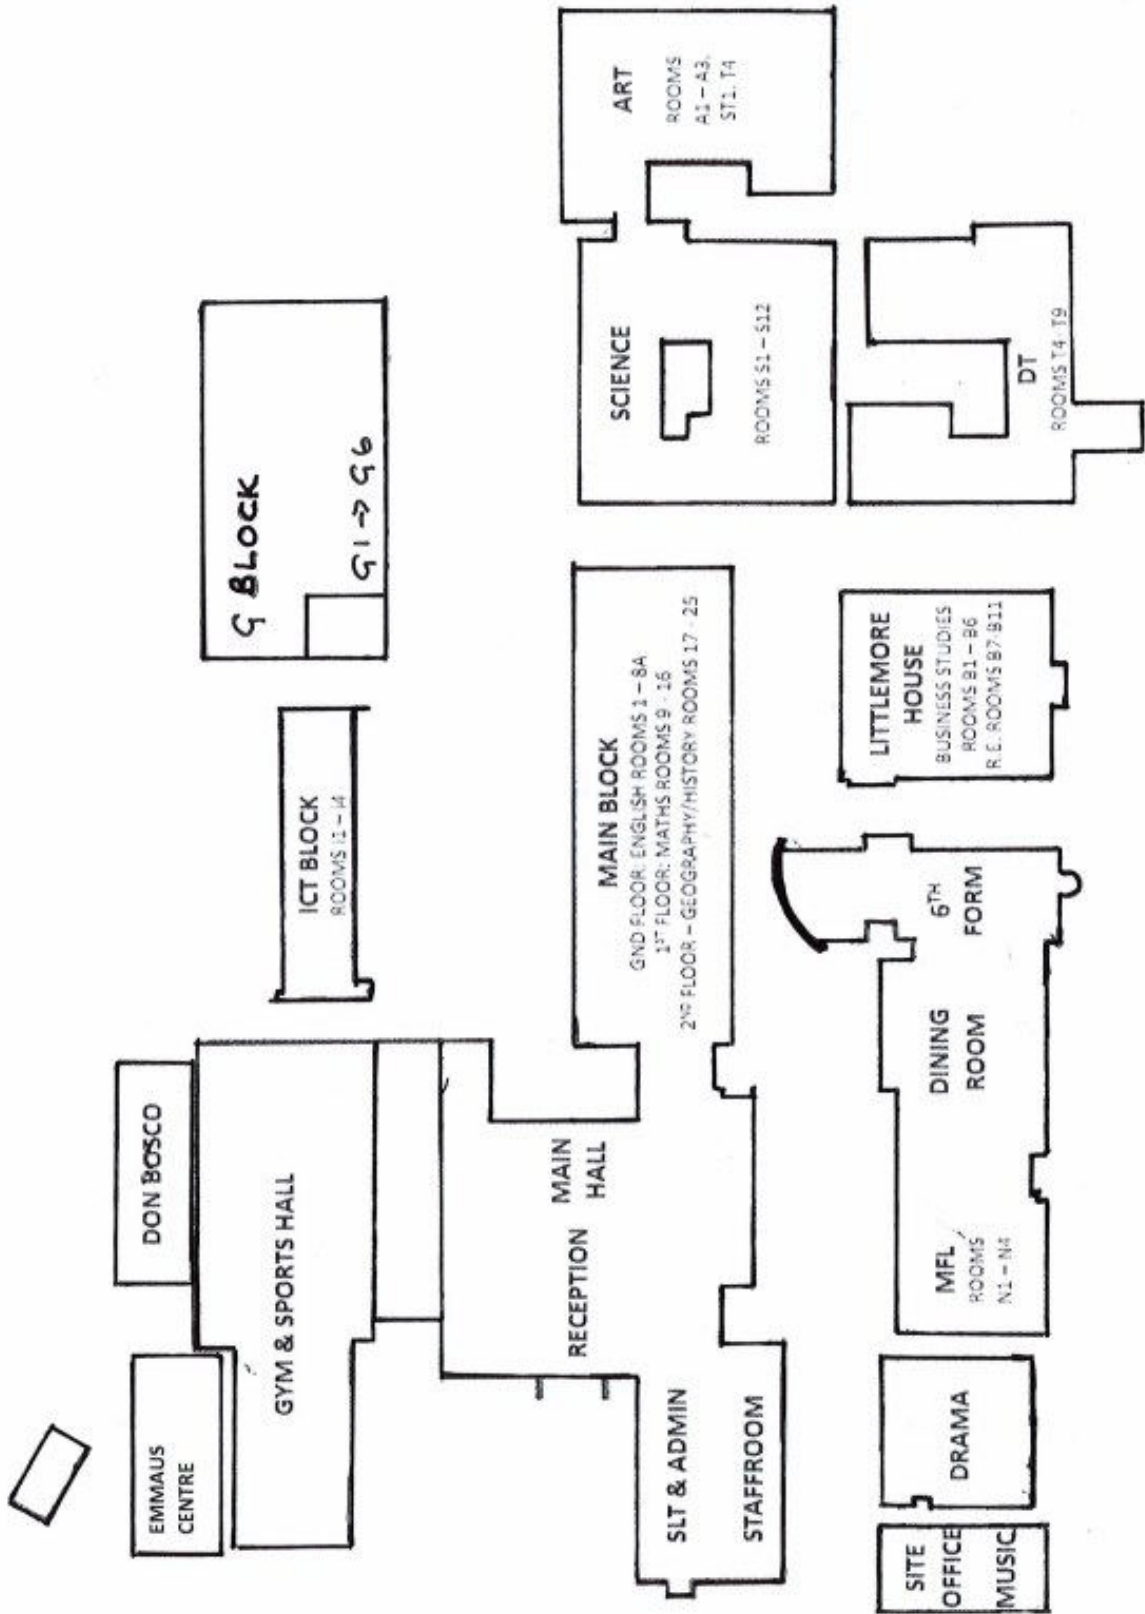 EMMAUS
CENTRE
DON BOSCO
GYM & SPORTS HALL
ICT BLOCK
ROOMS I1 – I4
G BLOCK
G1 → G6
RECEPTION
MAIN
HALL
SLT & ADMIN
STAFFROOM
MAIN BLOCK
GND FLOOR: ENGLISH ROOMS 1 – 8A
1ST FLOOR: MATHS ROOMS 9 - 16
2ND FLOOR – GEOGRAPHY/HISTORY ROOMS 17 - 25
SCIENCE
ROOMS S1 – S12
ART
ROOMS
A1 – A3,
ST1, T4
SITE
OFFICE
MUSIC
DRAMA
MFL
ROOMS
N1 – N4
DINING
ROOM
6TH
FORM
LITTLEMORE
HOUSE
BUSINESS STUDIES
ROOMS B1 – B6
R.E. ROOMS B7-B11
DT
ROOMS T4- T9